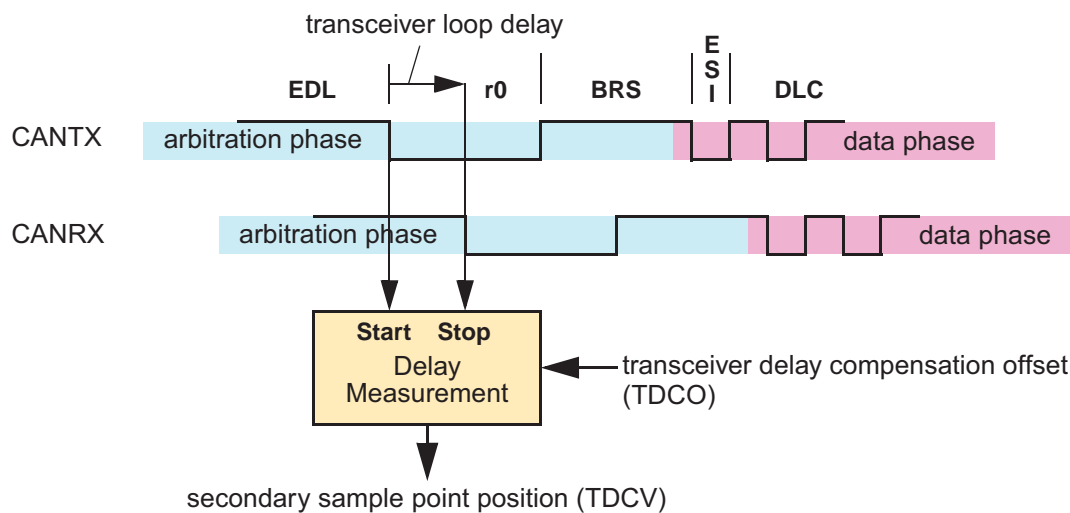 transceiver loop delay
EDL r0 BRS ESI DLC
CANTX arbitration phase data phase
CANRX arbitration phase data phase
Start Stop
Delay
Measurement
transceiver delay compensation offset
(TDCO)
secondary sample point position (TDCV)